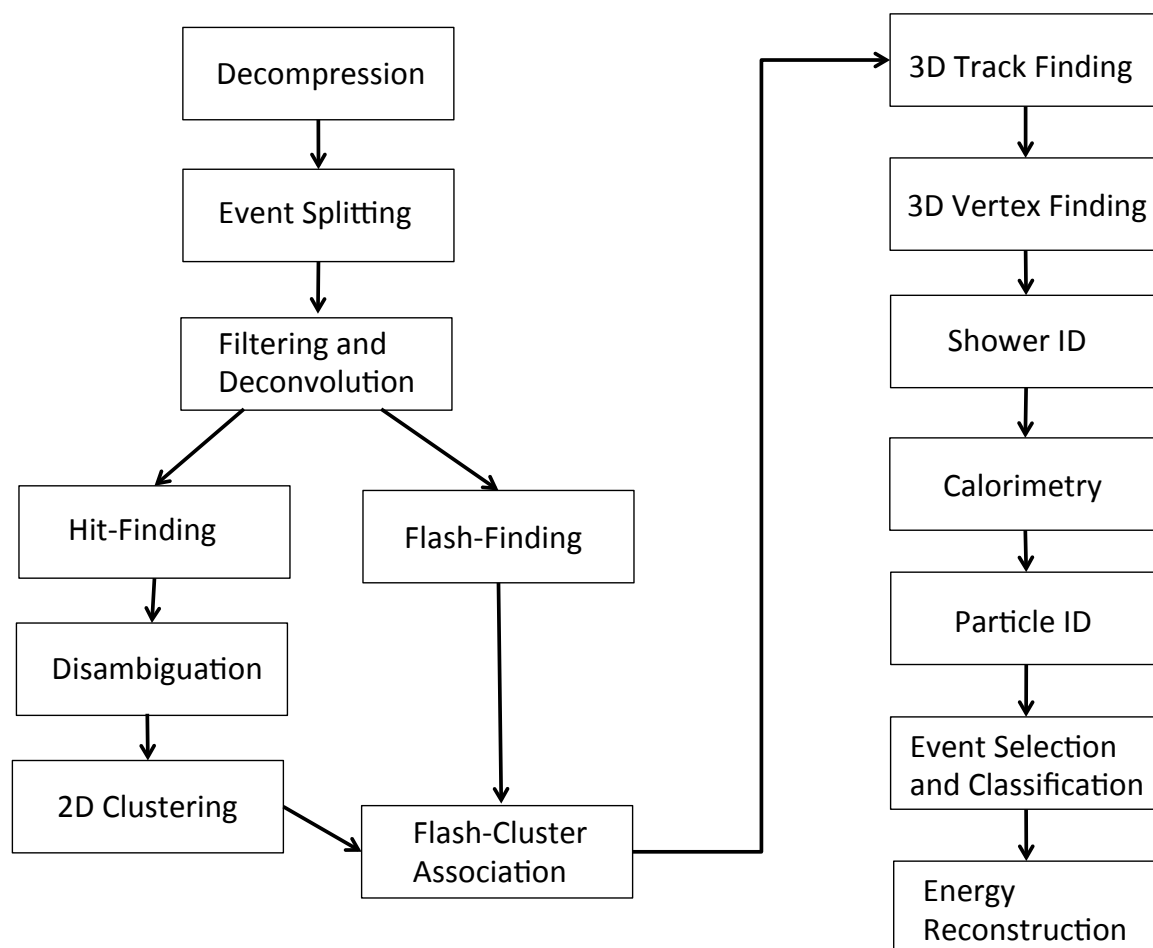 Decompression
Event Splitting
Filtering and
Deconvolution
Hit-Finding
Flash-Finding
Disambiguation
2D Clustering
Flash-Cluster
Association
3D Track Finding
3D Vertex Finding
Shower ID
Calorimetry
Particle ID
Event Selection
and Classification
Energy
Reconstruction